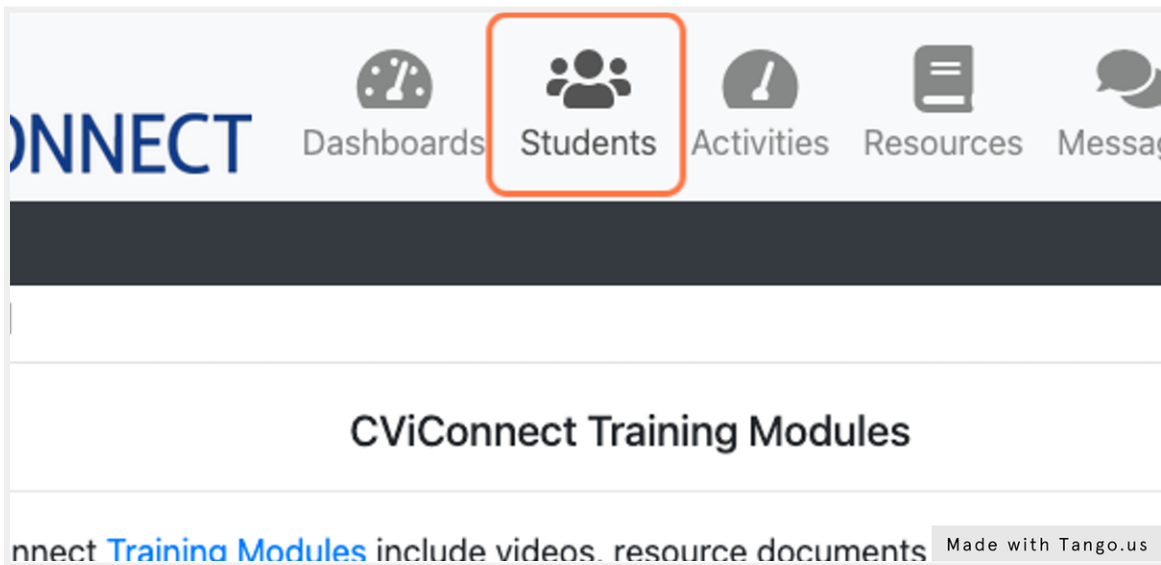 ONNECT
Dashboards Students Activities Resources Messag
CViConnect Training Modules
nnect Training Modules include videos, resource documents
Made with Tango.us